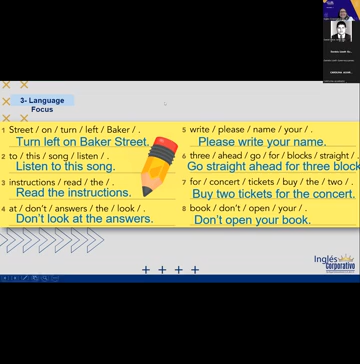 3- Language
Focus
1 Street / on / turn / left / Baker / .
Turn left on Baker Street.
2 to / this / song / listen / .
Listen to this song.
3 instructions / read / the / .
Read the instructions.
4 at / don't / answers / the / look / .
Don't look at the answers.
5 write / please / name / your / .
Please write your name.
6 three / ahead / go / for / blocks / straight / .
Go straight ahead for three block
7 for / concert / tickets / buy / the / two / .
Buy two tickets for the concert.
8 book / don't / open / your / .
Don't open your book.
Inglés
Corporativo